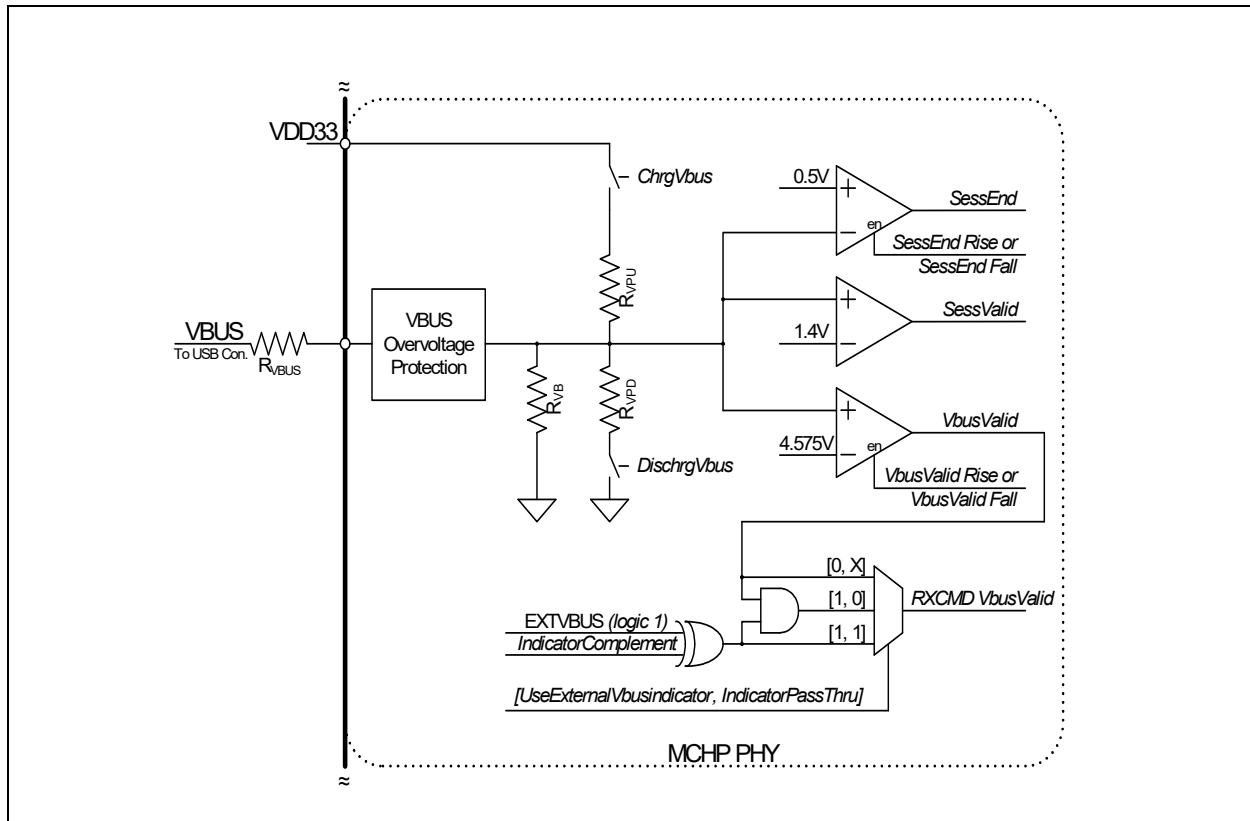 ≈
VDD33
ChrgVbus
0.5V
+
SessEnd
en
−
SessEnd Rise or
SessEnd Fall
RVPU
VBUS
Overvoltage
Protection
+
SessValid
1.4V
−
VBUS
To USB Con.
RVBUS
RVB
RVPD
+
VbusValid
4.575V
−
en
DischrgVbus
VbusValid Rise or
VbusValid Fall
[0, X]
[1, 0]
[1, 1]
RXCMD VbusValid
EXTVBUS (logic 1)
IndicatorComplement
[UseExternalVbusindicator, IndicatorPassThru]
MCHP PHY
≈